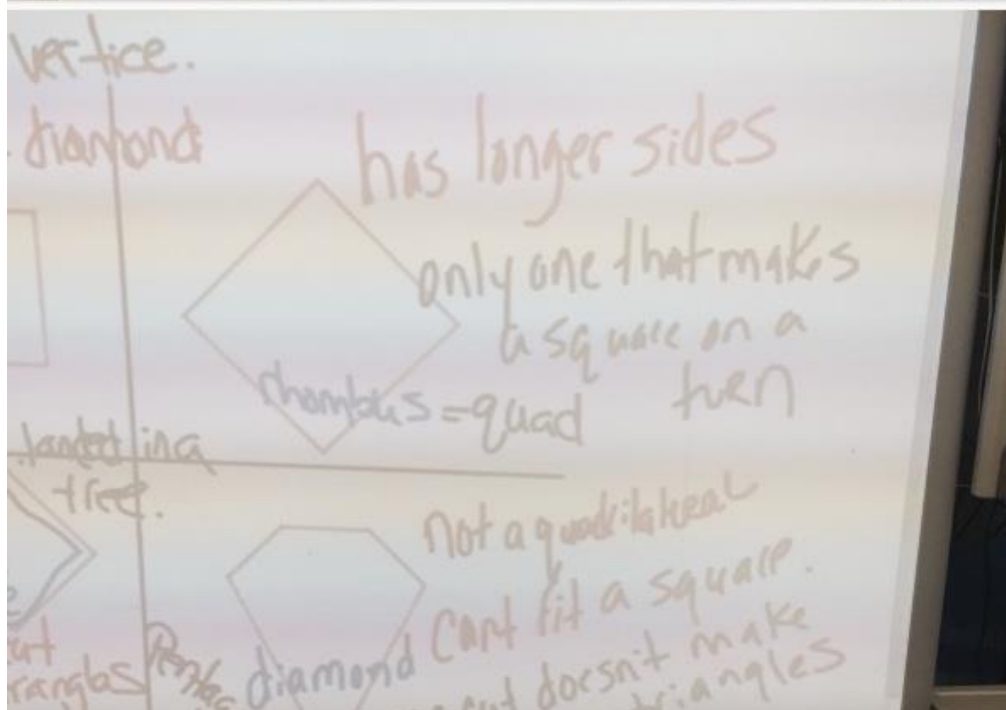 vertice.
diamond
has longer sides
only one that makes
a square on a
turn
rhombus = quad
landed in a
tree.
not a quadrilateral
cant fit a square.
doesn't make
triangles
diamond